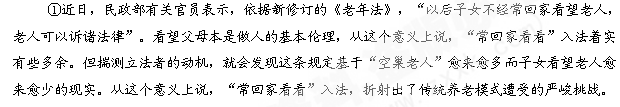 ①近日，民政部有关官员表示，依据新修订的《老年法》，“以后子女不经常回家看望老人，
老人可以诉诸法律”。看望父母本是做人的基本伦理，从这个意义上说，“常回家看看”入法着实
有些多余。但揣测立法者的动机，就会发现这条规定基于“空巢老人”愈来愈多而子女看望老人愈
来愈少的现实。从这个意义上说，“常回家看看”入法，折射出了传统养老模式遭受的严峻挑战。